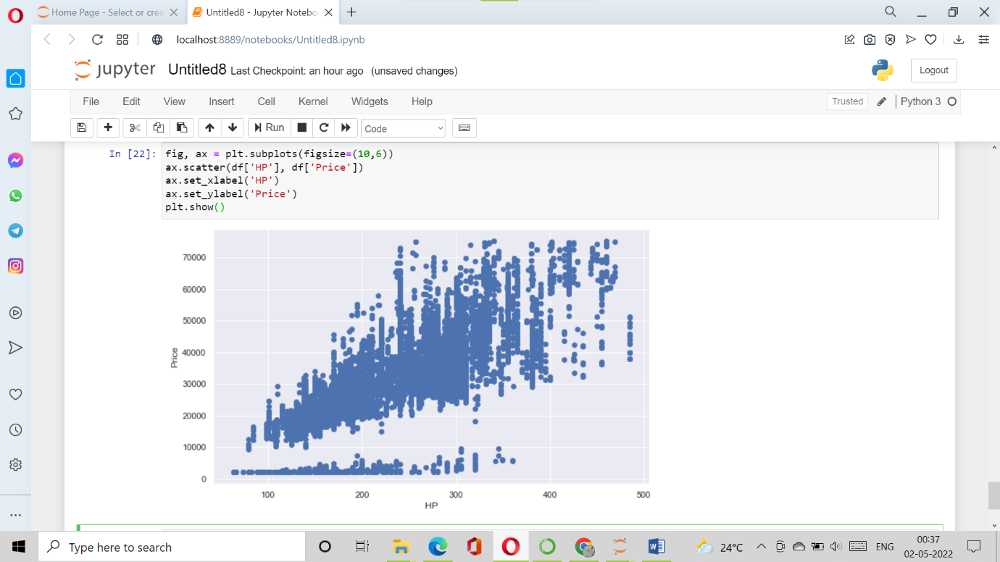 Home Page - Select or crea
Untitled8 - Jupyter Notebo
localhost:8889/notebooks/Untitled8.ipynb
jupyter Untitled8 Last Checkpoint: an hour ago (unsaved changes)
Logout
File Edit View Insert Cell Kernel Widgets Help
Trusted Python 3
Run Code
In [22]: fig, ax = plt.subplots(figsize=(10,6))
ax.scatter(df['HP'], df['Price'])
ax.set_xlabel('HP')
ax.set_ylabel('Price')
plt.show()
70000
60000
50000
40000
30000
20000
10000
0
Price
100 200 300 400 500
HP
Type here to search
24°C
ENG
00:37
02-05-2022